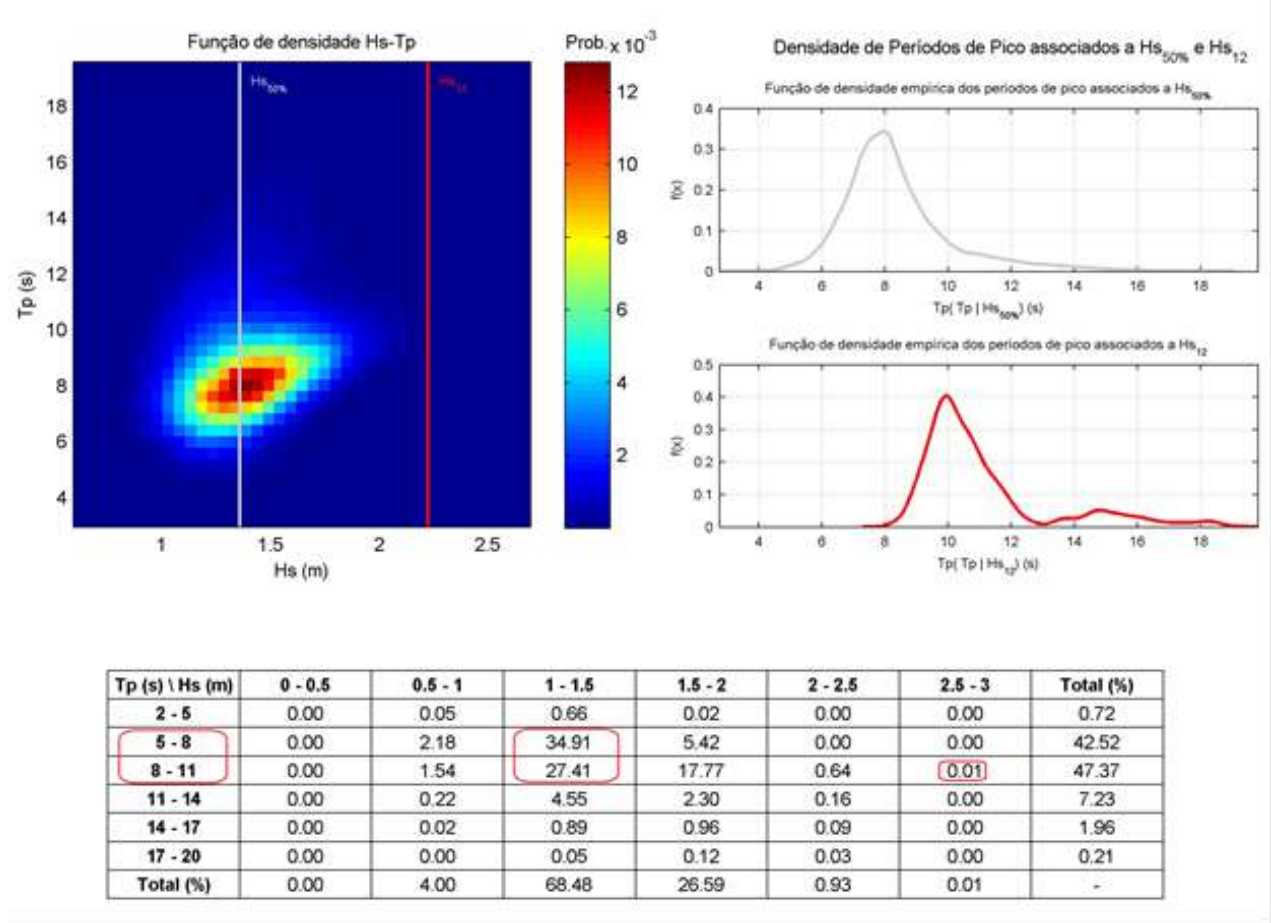 Função de densidade Hs-Tp
Prob. x 10^-3
Hs50%
Hs12
18
16
14
12
10
8
6
4
Tp (s)
1 1.5 2 2.5
Hs (m)
12
10
8
6
4
2
Densidade de Períodos de Pico associados a Hs50% e Hs12
Função de densidade empírica dos períodos de pico associados a Hs50%
0.4
0.3
0.2
0.1
0
f(x)
4 6 8 10 12 14 16 18
Tp( Tp | Hs50%) (s)
Função de densidade empírica dos períodos de pico associados a Hs12
0.5
0.4
0.3
0.2
0.1
0
f(x)
4 6 8 10 12 14 16 18
Tp( Tp | Hs12) (s)
Tp (s) \ Hs (m) 0 - 0.5 0.5 - 1 1 - 1.5 1.5 - 2 2 - 2.5 2.5 - 3 Total (%)
2 - 5 0.00 0.05 0.66 0.02 0.00 0.00 0.72
5 - 8 0.00 2.18 34.91 5.42 0.00 0.00 42.52
8 - 11 0.00 1.54 27.41 17.77 0.64 0.01 47.37
11 - 14 0.00 0.22 4.55 2.30 0.16 0.00 7.23
14 - 17 0.00 0.02 0.89 0.96 0.09 0.00 1.96
17 - 20 0.00 0.00 0.05 0.12 0.03 0.00 0.21
Total (%) 0.00 4.00 68.48 26.59 0.93 0.01 -